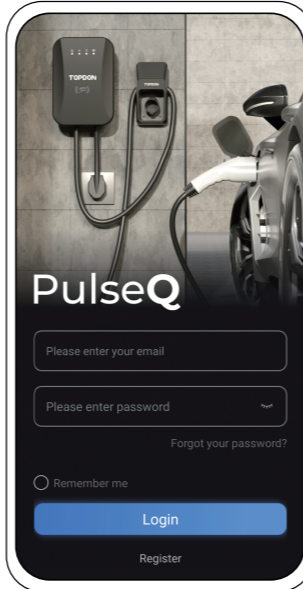 TOPDON
TOPDON
PulseQ
Please enter your email
Please enter password
Forgot your password?
Remember me
Login
Register